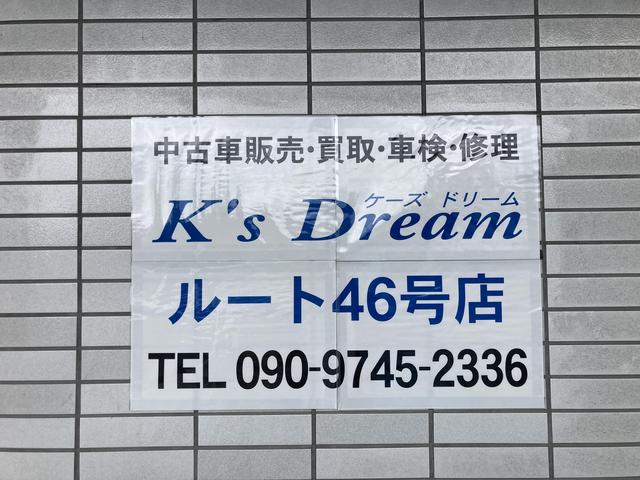 中古車販売・買取・車検・修理
ケーズ ドリーム
K's Dream
ルート46号店
TEL 090-9745-2336